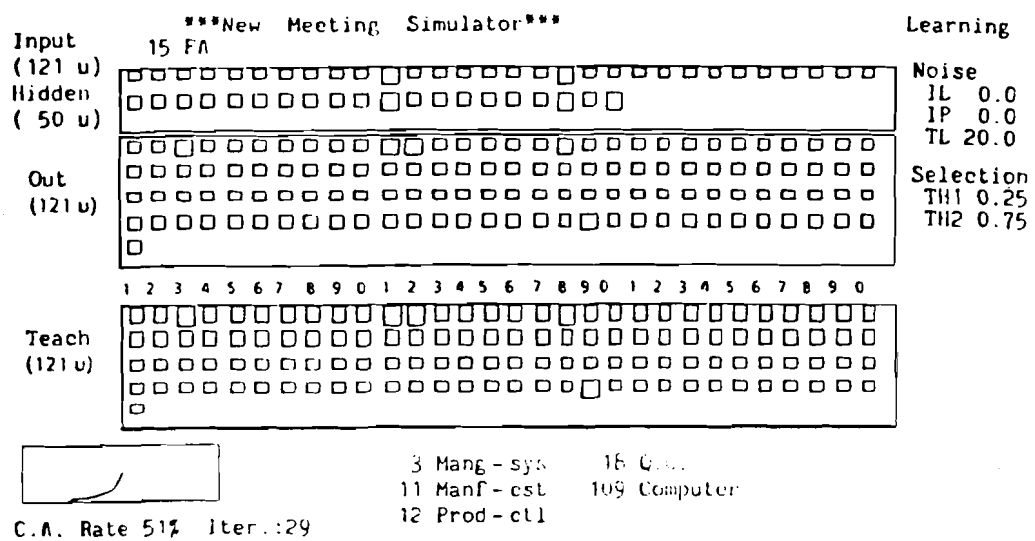 ***New Meeting Simulator***
Learning
Input
15 FA
(121 u)
Hidden
( 50 u)
Noise
IL 0.0
IP 0.0
TL 20.0
Out
(121 u)
Selection
TH1 0.25
TH2 0.75
1 2 3 4 5 6 7 8 9 0 1 2 3 4 5 6 7 8 9 0 1 2 3 4 5 6 7 8 9 0
Teach
(121 u)
3 Mang-sys
11 Manf-cst
12 Prod-ctl
18 Q.C.
109 Computer
C.A. Rate 51% Iter.:29